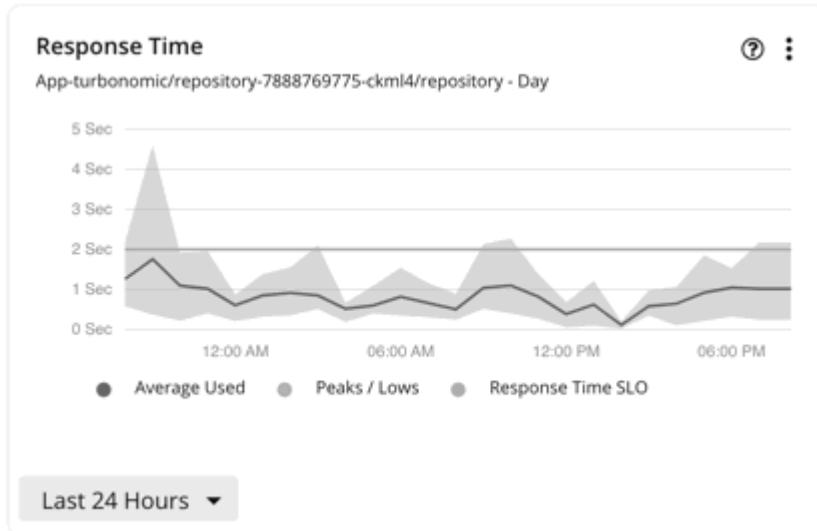 Response Time
App-turbonomic/repository-7888769775-ckml4/repository - Day
5 Sec
4 Sec
3 Sec
2 Sec
1 Sec
0 Sec
12:00 AM 06:00 AM 12:00 PM 06:00 PM
Average Used Peaks / Lows Response Time SLO
Last 24 Hours